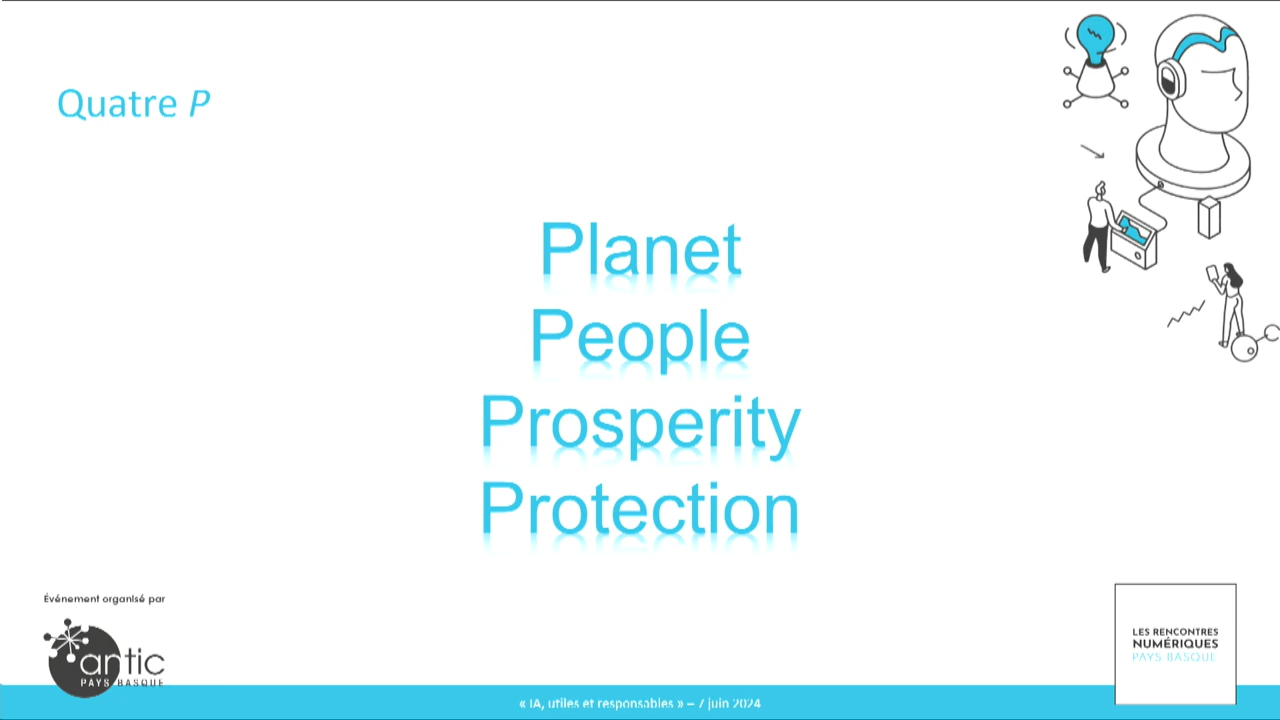 Quatre P
Planet
People
Prosperity
Protection
Événement organisé par
antic
PAYS BASQUE
LES RENCONTRES
NUMÉRIQUES
PAYS BASQUE
« IA, utiles et responsables » – 7 juin 2024